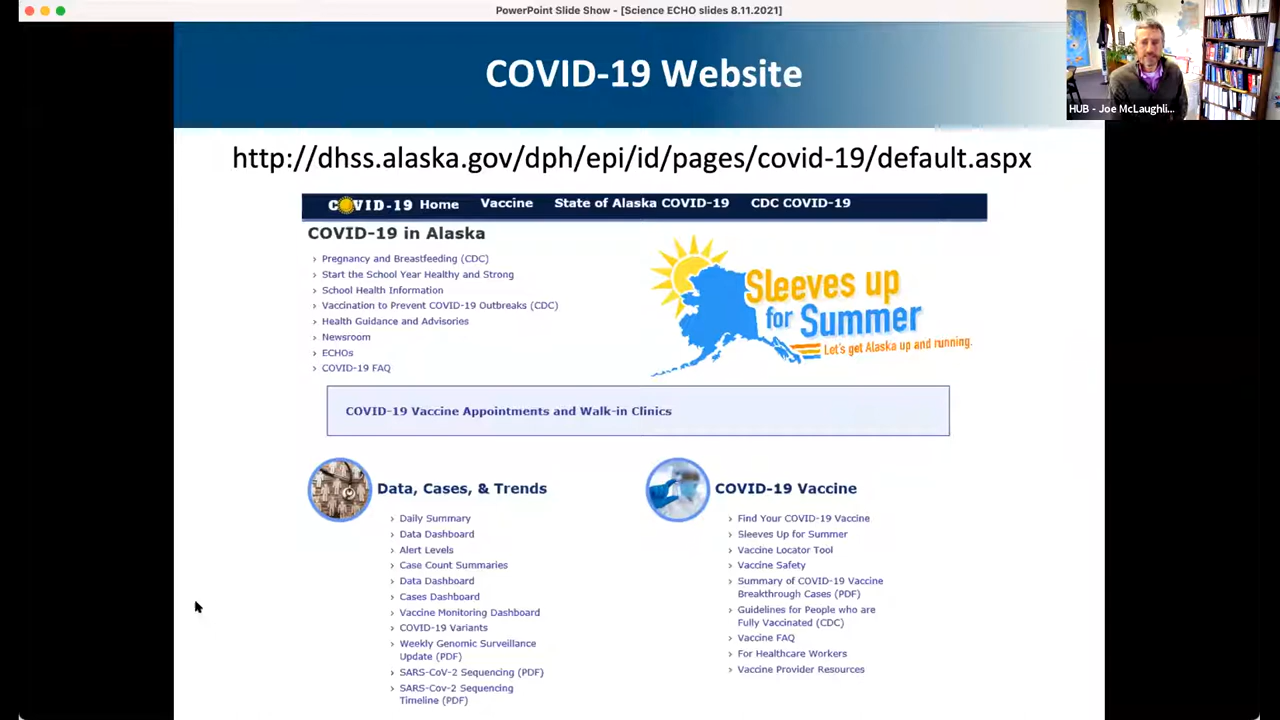 PowerPoint Slide Show - [Science ECHO slides 8.11.2021]
HUB - Joe McLaughli...
COVID-19 Website
http://dhss.alaska.gov/dph/epi/id/pages/covid-19/default.aspx
COVID-19 Home Vaccine State of Alaska COVID-19 CDC COVID-19
COVID-19 in Alaska
› Pregnancy and Breastfeeding (CDC)
› Start the School Year Healthy and Strong
› School Health Information
› Vaccination to Prevent COVID-19 Outbreaks (CDC)
› Health Guidance and Advisories
› Newsroom
› ECHOs
› COVID-19 FAQ
Sleeves up
for Summer
Let's get Alaska up and running.
COVID-19 Vaccine Appointments and Walk-in Clinics
Data, Cases, & Trends
› Daily Summary
› Data Dashboard
› Alert Levels
› Case Count Summaries
› Data Dashboard
› Cases Dashboard
› Vaccine Monitoring Dashboard
› COVID-19 Variants
› Weekly Genomic Surveillance
Update (PDF)
› SARS-CoV-2 Sequencing (PDF)
› SARS-Cov-2 Sequencing
Timeline (PDF)
COVID-19 Vaccine
› Find Your COVID-19 Vaccine
› Sleeves Up for Summer
› Vaccine Locator Tool
› Vaccine Safety
› Summary of COVID-19 Vaccine
Breakthrough Cases (PDF)
› Guidelines for People who are
Fully Vaccinated (CDC)
› Vaccine FAQ
› For Healthcare Workers
› Vaccine Provider Resources